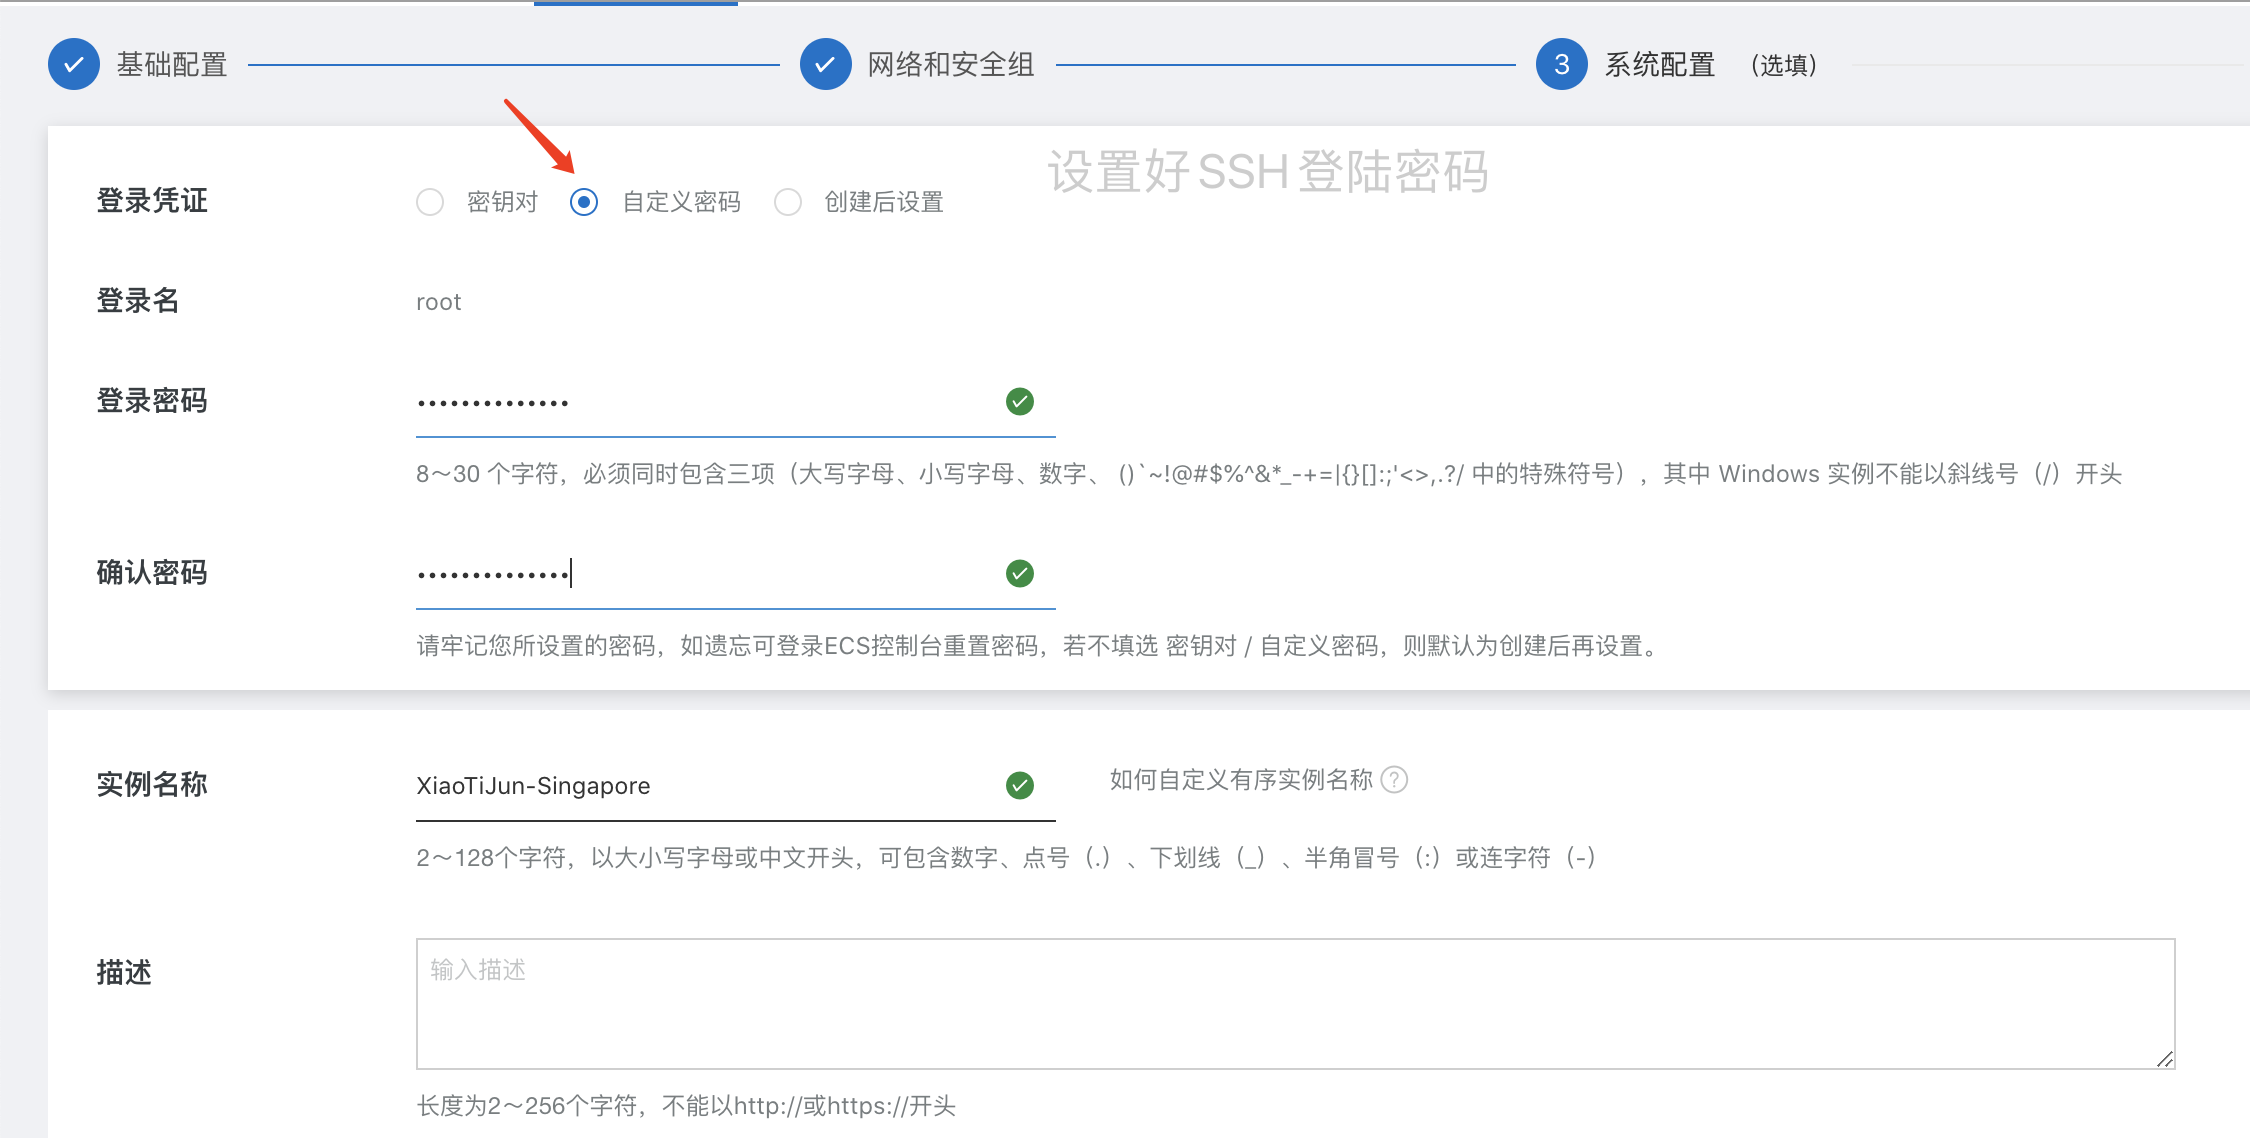 基础配置
网络和安全组
3 系统配置 (选填)
设置好SSH登陆密码
登录凭证
密钥对 自定义密码 创建后设置
登录名
root
登录密码
••••••••••••••
8～30 个字符，必须同时包含三项（大写字母、小写字母、数字、 ()`~!@#$%^&*_-+=|{}[]:;'<>,.?/ 中的特殊符号），其中 Windows 实例不能以斜线号（/）开头
确认密码
••••••••••••••
请牢记您所设置的密码，如遗忘可登录ECS控制台重置密码，若不填选 密钥对 / 自定义密码，则默认为创建后再设置。
实例名称
XiaoTiJun-Singapore
如何自定义有序实例名称 ?
2～128个字符，以大小写字母或中文开头，可包含数字、点号（.）、下划线（_）、半角冒号（:）或连字符（-）
描述
输入描述
长度为2～256个字符，不能以http://或https://开头